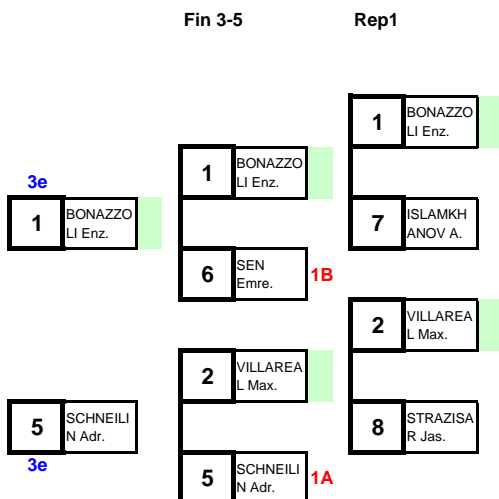 Fin 3-5
Rep1
1
BONAZZO
LI Enz.
1
BONAZZO
LI Enz.
3e
1
BONAZZO
LI Enz.
7
ISLAMKH
ANOV A.
6
SEN
Emre.
1B
2
VILLAREA
L Max.
2
VILLAREA
L Max.
5
SCHNEILI
N Adr.
8
STRAZISA
R Jas.
3e
5
SCHNEILI
N Adr.
1A